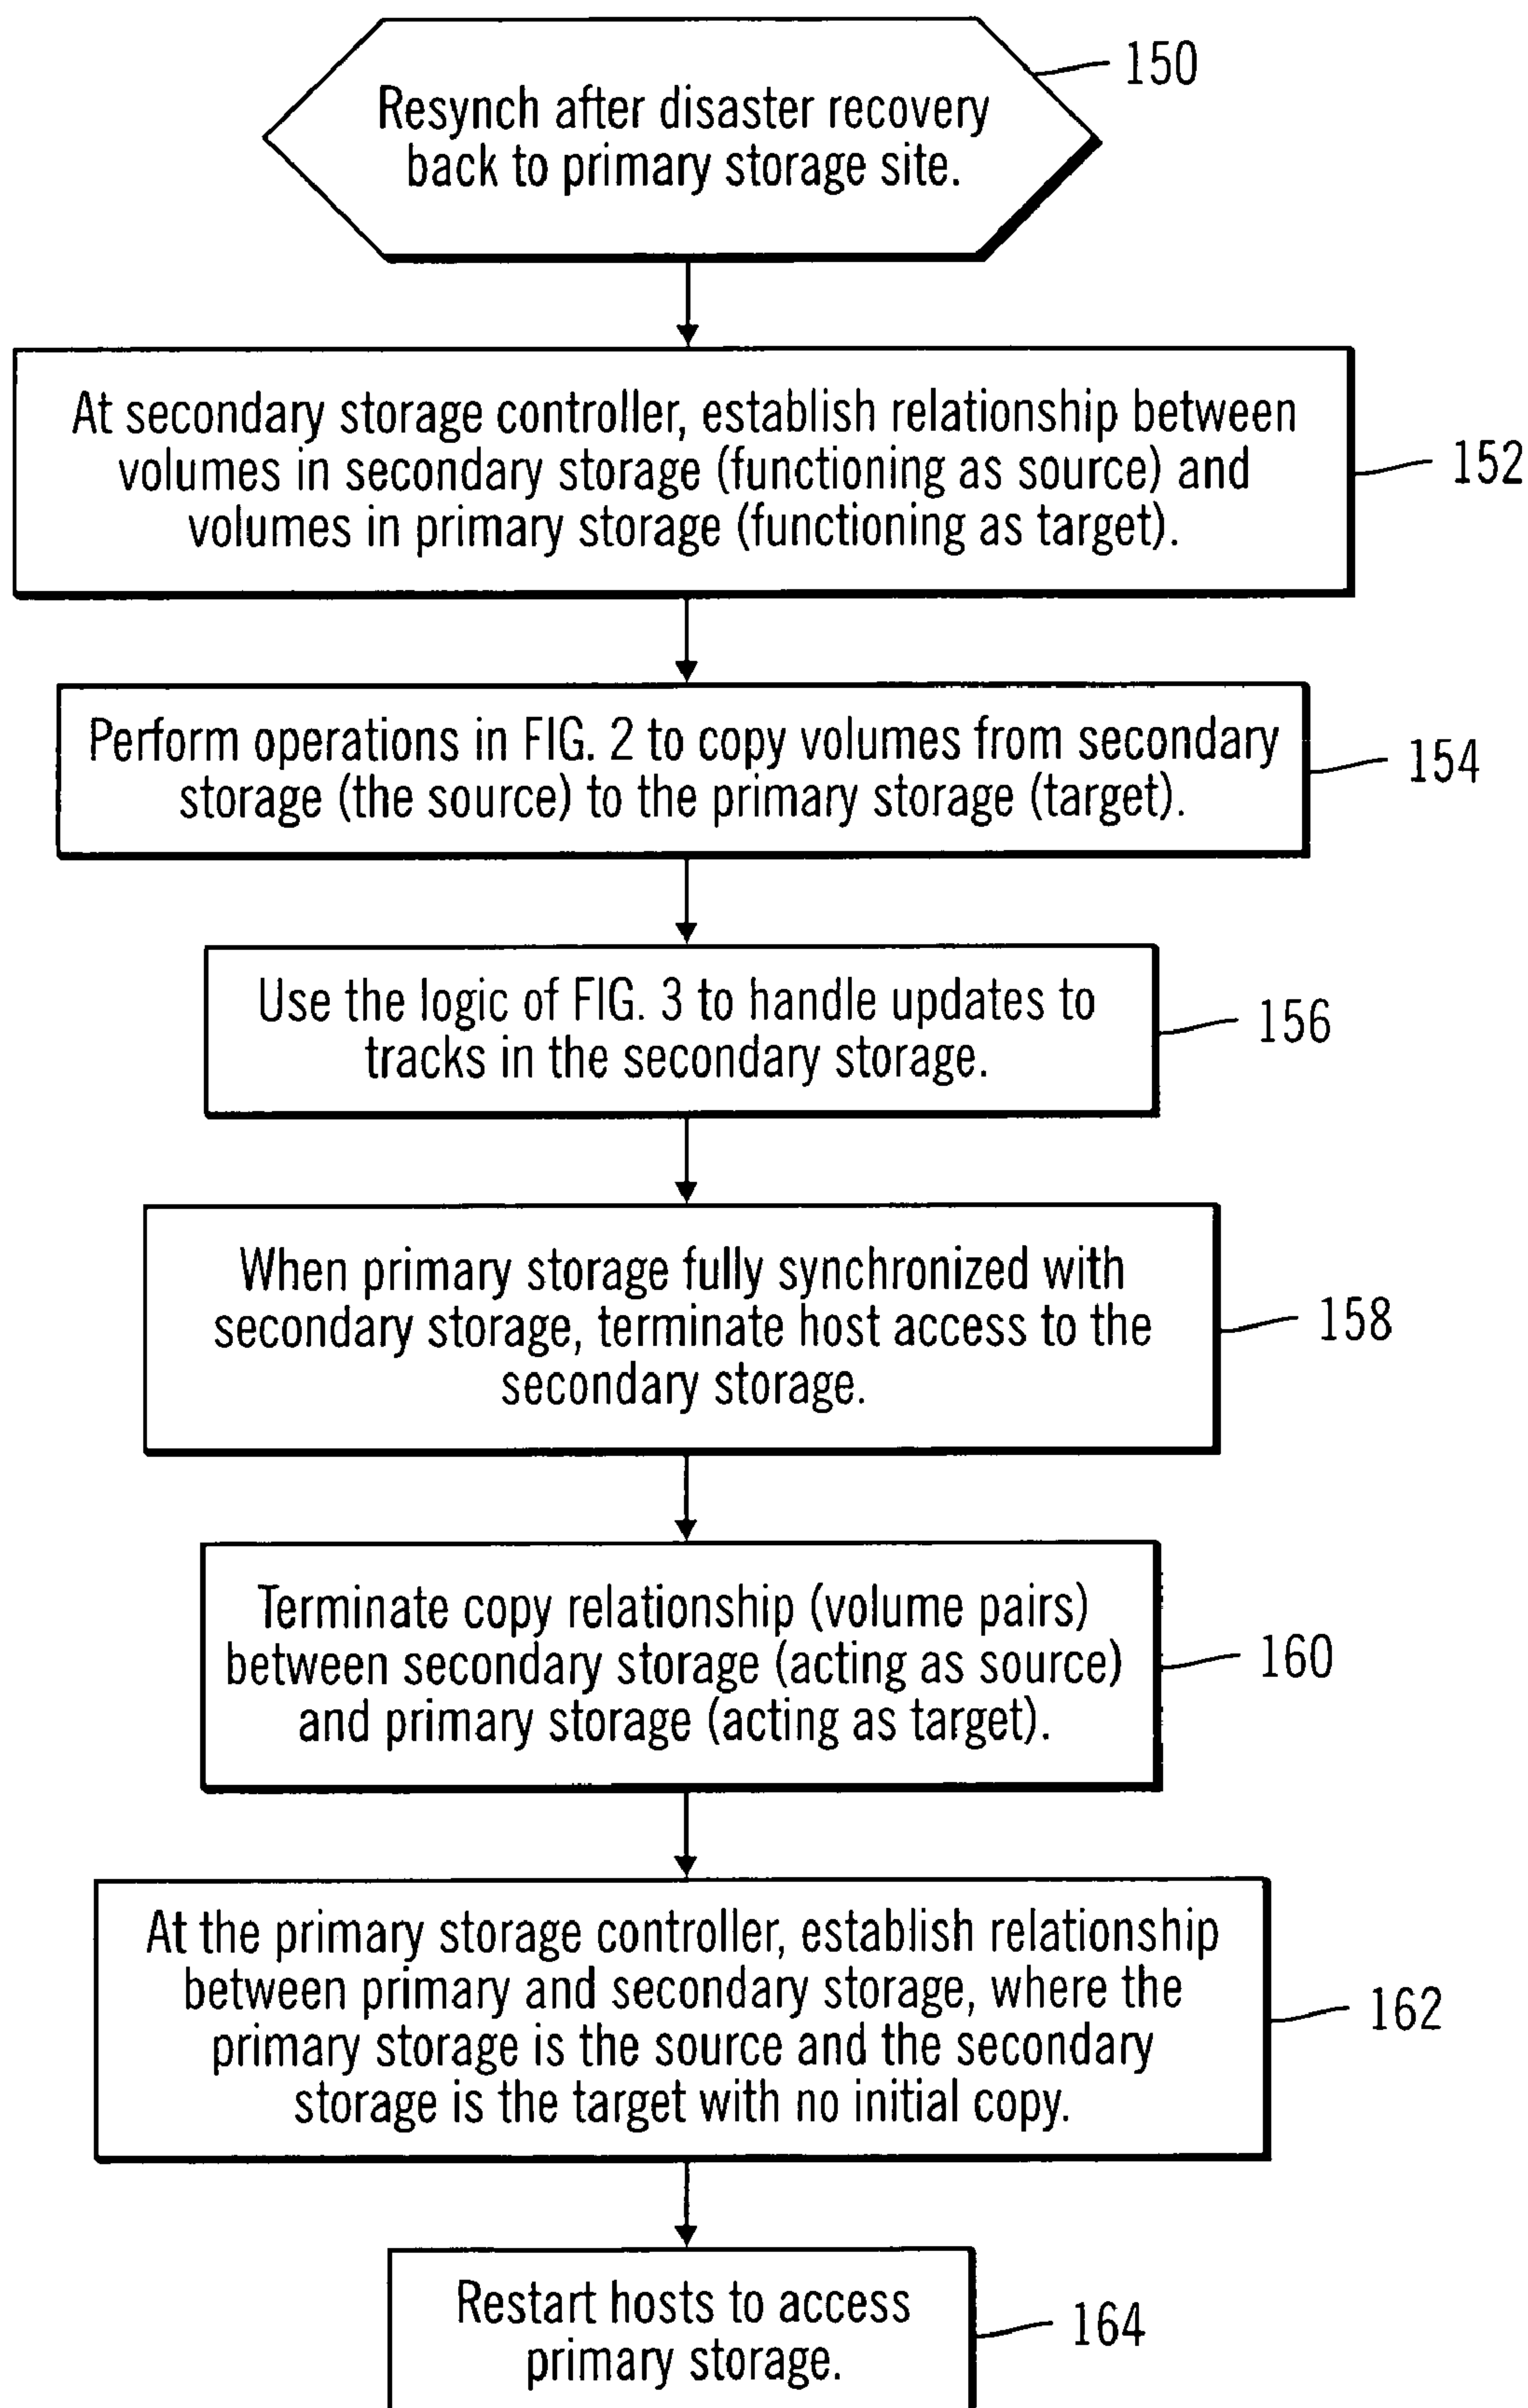 150
Resynch after disaster recovery
back to primary storage site.
At secondary storage controller, establish relationship between
volumes in secondary storage (functioning as source) and
volumes in primary storage (functioning as target).
152
Perform operations in FIG. 2 to copy volumes from secondary
storage (the source) to the primary storage (target).
154
Use the logic of FIG. 3 to handle updates to
tracks in the secondary storage.
156
When primary storage fully synchronized with
secondary storage, terminate host access to the
secondary storage.
158
Terminate copy relationship (volume pairs)
between secondary storage (acting as source)
and primary storage (acting as target).
160
At the primary storage controller, establish relationship
between primary and secondary storage, where the
primary storage is the source and the secondary
storage is the target with no initial copy.
162
Restart hosts to access
primary storage.
164